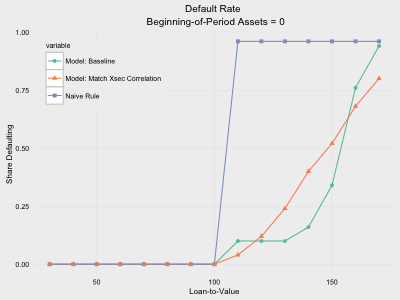 Default Rate
Beginning-of-Period Assets = 0
1.00
0.75
0.50
0.25
0.00
Share Defaulting
variable
Model: Baseline
Model: Match Xsec Correlation
Naive Rule
50
100
150
Loan-to-Value